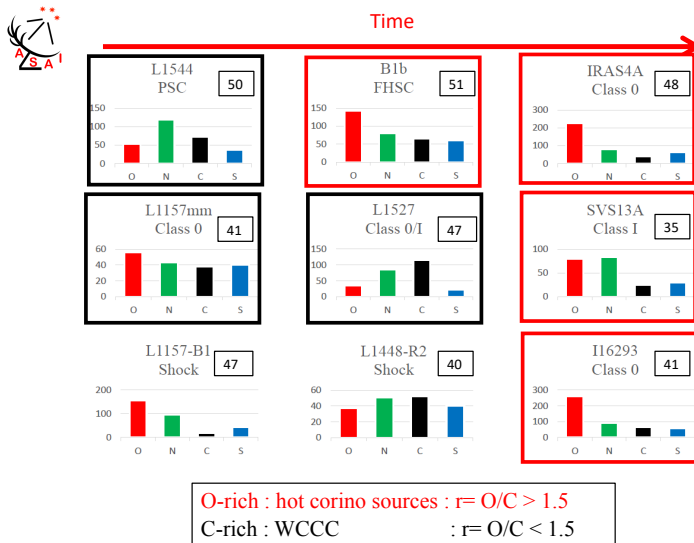 Time
A S A I
L1544
PSC
50
150
100
50
0
O N C S
B1b
FHSC
51
150
100
50
0
O N C S
IRAS4A
Class 0
48
300
200
100
0
O N C S
L1157mm
Class 0
41
60
40
20
0
O N C S
L1527
Class 0/I
47
150
100
50
0
O N C S
SVS13A
Class I
35
100
50
0
O N C S
L1157-B1
Shock
47
200
100
0
O N C S
L1448-R2
Shock
40
60
40
20
0
O N C S
I16293
Class 0
41
300
200
100
0
O N C S
O-rich : hot corino sources : r= O/C > 1.5
C-rich : WCCC : r= O/C < 1.5